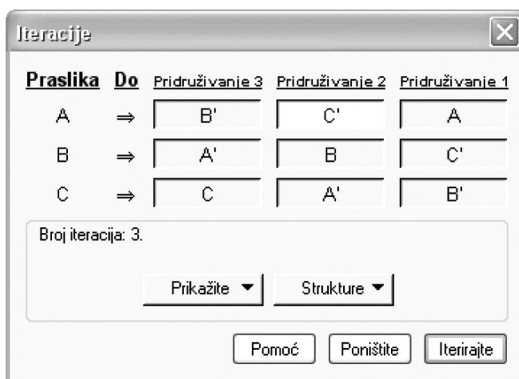 Iteracije
Praslika Do Pridruživanje 3 Pridruživanje 2 Pridruživanje 1
A ⇒ B' C' A
B ⇒ A' B C'
C ⇒ C A' B'
Broj iteracija: 3.
Prikažite Strukture
Pomoć Poništite Iterirajte